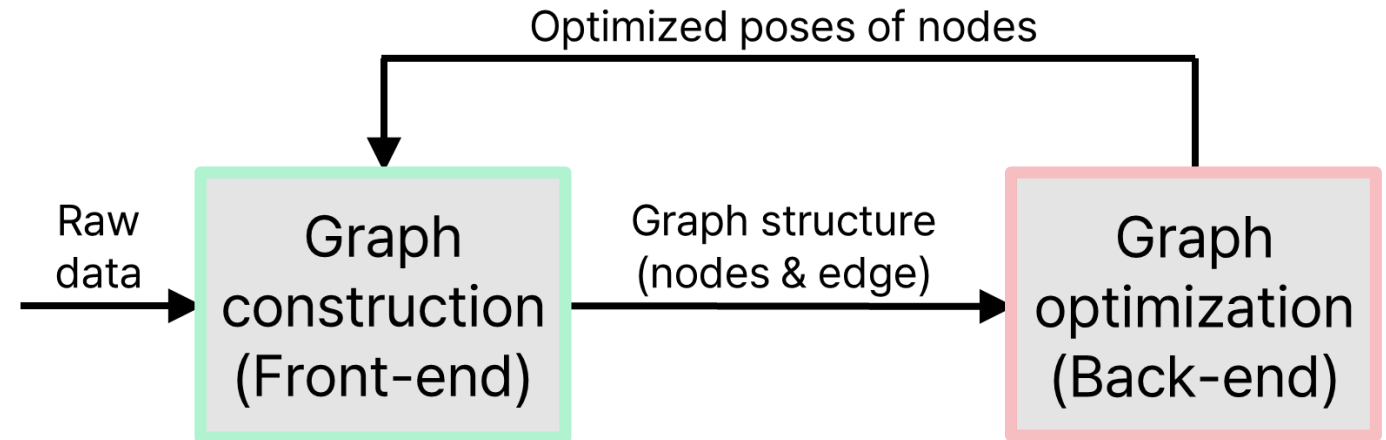 Optimized poses of nodes
Raw
data
Graph
construction
(Front-end)
Graph structure
(nodes & edge)
Graph
optimization
(Back-end)